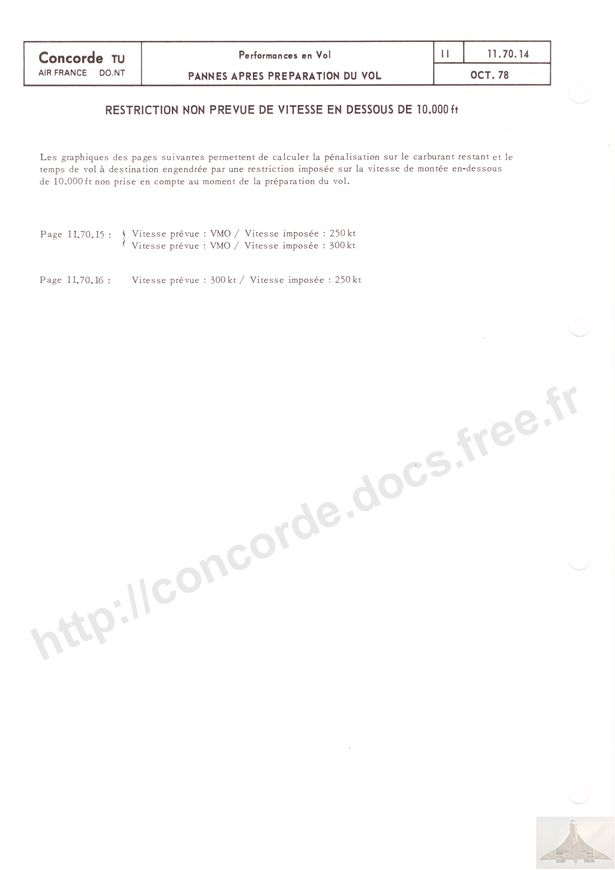 Concorde TU
AIR FRANCE DO.NT
Performances en Vol
PANNES APRES PREPARATION DU VOL
11
11.70.14
OCT. 78
RESTRICTION NON PREVUE DE VITESSE EN DESSOUS DE 10.000 ft
Les graphiques des pages suivantes permettent de calculer la pénalisation sur le carburant restant et le
temps de vol à destination engendrée par une restriction imposée sur la vitesse de montée en-dessous
de 10.000 ft non prise en compte au moment de la préparation du vol.
Page 11.70.15 : Vitesse prévue : VMO / Vitesse imposée : 250 kt
Vitesse prévue : VMO / Vitesse imposée : 300 kt
Page 11.70.16 : Vitesse prévue : 300 kt / Vitesse imposée : 250 kt
http://concorde.docs.free.fr